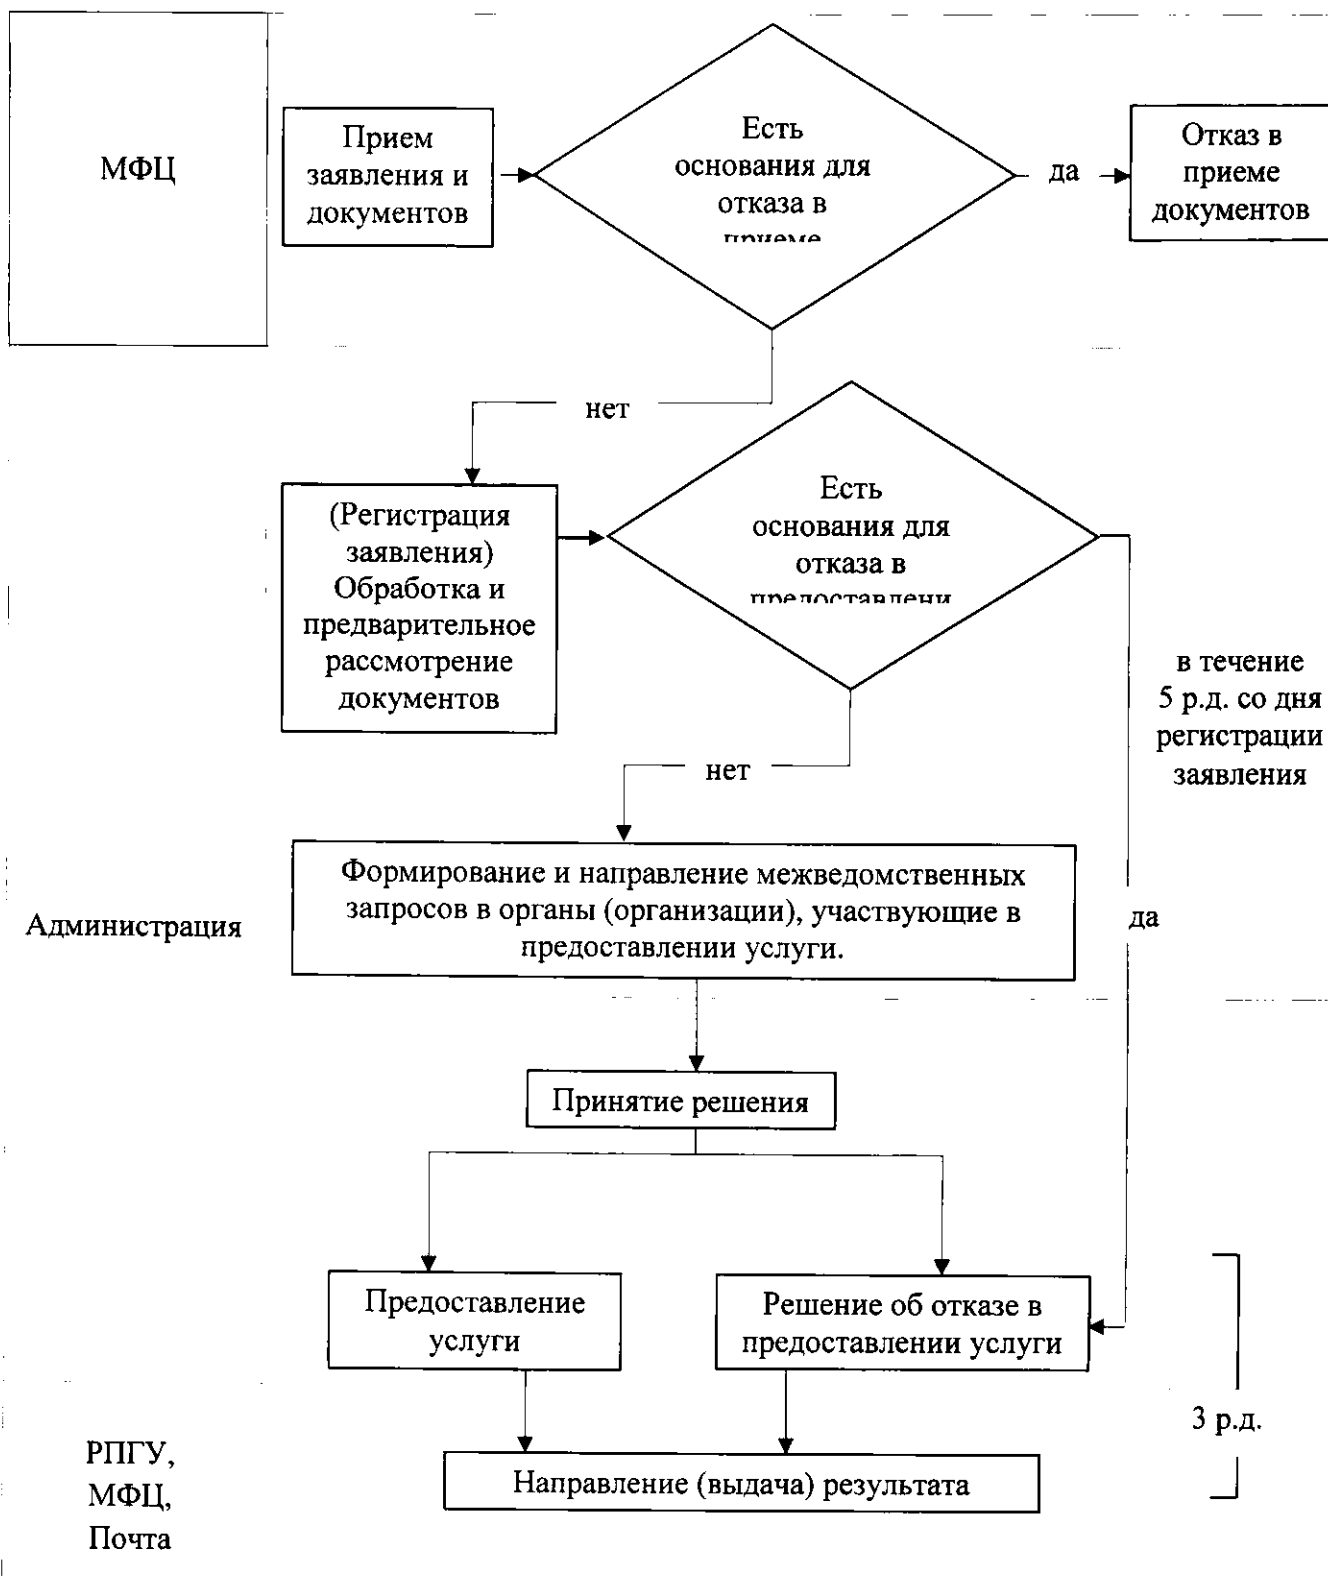 МФЦ
Прием
заявления и
документов
Есть
основания для
отказа в
приеме
да
Отказ в
приеме
документов
нет
(Регистрация
заявления)
Обработка и
предварительное
рассмотрение
документов
Есть
основания для
отказа в
предоставлени
в течение
5 р.д. со дня
регистрации
заявления
нет
Администрация
Формирование и направление межведомственных
запросов в органы (организации), участвующие в
предоставлении услуги.
да
Принятие решения
Предоставление
услуги
Решение об отказе в
предоставлении услуги
3 р.д.
РПГУ,
МФЦ,
Почта
Направление (выдача) результата